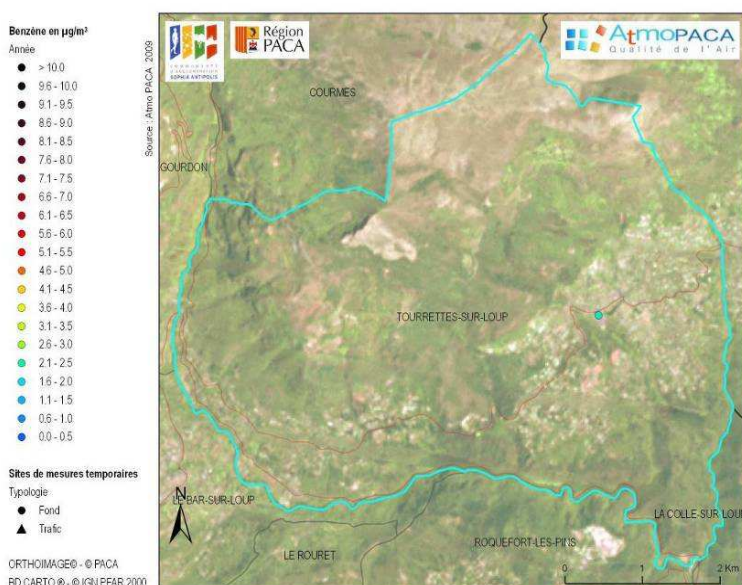 Benzène en µg/m³
Année
> 10.0
9.6 - 10.0
9.1 - 9.5
8.6 - 9.0
8.1 - 8.5
7.6 - 8.0
7.1 - 7.5
6.6 - 7.0
6.1 - 6.5
5.6 - 6.0
5.1 - 5.5
4.6 - 5.0
4.1 - 4.5
3.6 - 4.0
3.1 - 3.5
2.6 - 3.0
2.1 - 2.5
1.6 - 2.0
1.1 - 1.5
0.6 - 1.0
0.0 - 0.5
Sites de mesures temporaires
Typologie
Fond
Trafic
ORTHOIMAGE© - © PACA
BD CARTO ® - © IGN PFAR 2000
Source : Atmo PACA 2009
SOPHIA ANTIPOLIS
Région
PACA
AtmoPACA
Qualité de l'Air
COURMES
GOURDON
TOURRETTES-SUR-LOUP
LE BAR-SUR-LOUP
LA COLLE-SUR LOUP
ROQUEFORT-LES-PINS
LE ROURET
N
0 1 2 Km